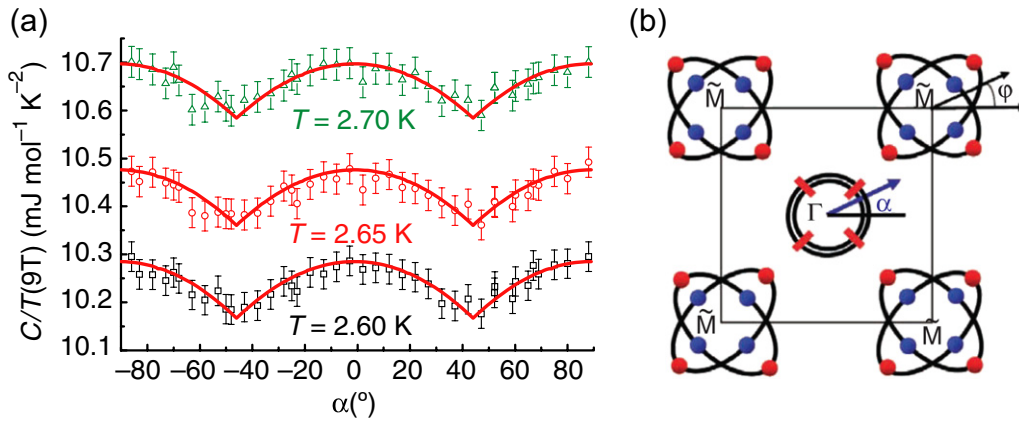 (a)
10.7
10.6
10.5
10.4
10.3
10.2
10.1
C/T(9T) (mJ mol⁻¹ K⁻²)
T = 2.70 K
T = 2.65 K
T = 2.60 K
–80 –60 –40 –20 0 20 40 60 80
α(º)
(b)
M̃
M̃
φ
Γ
α
M̃
M̃